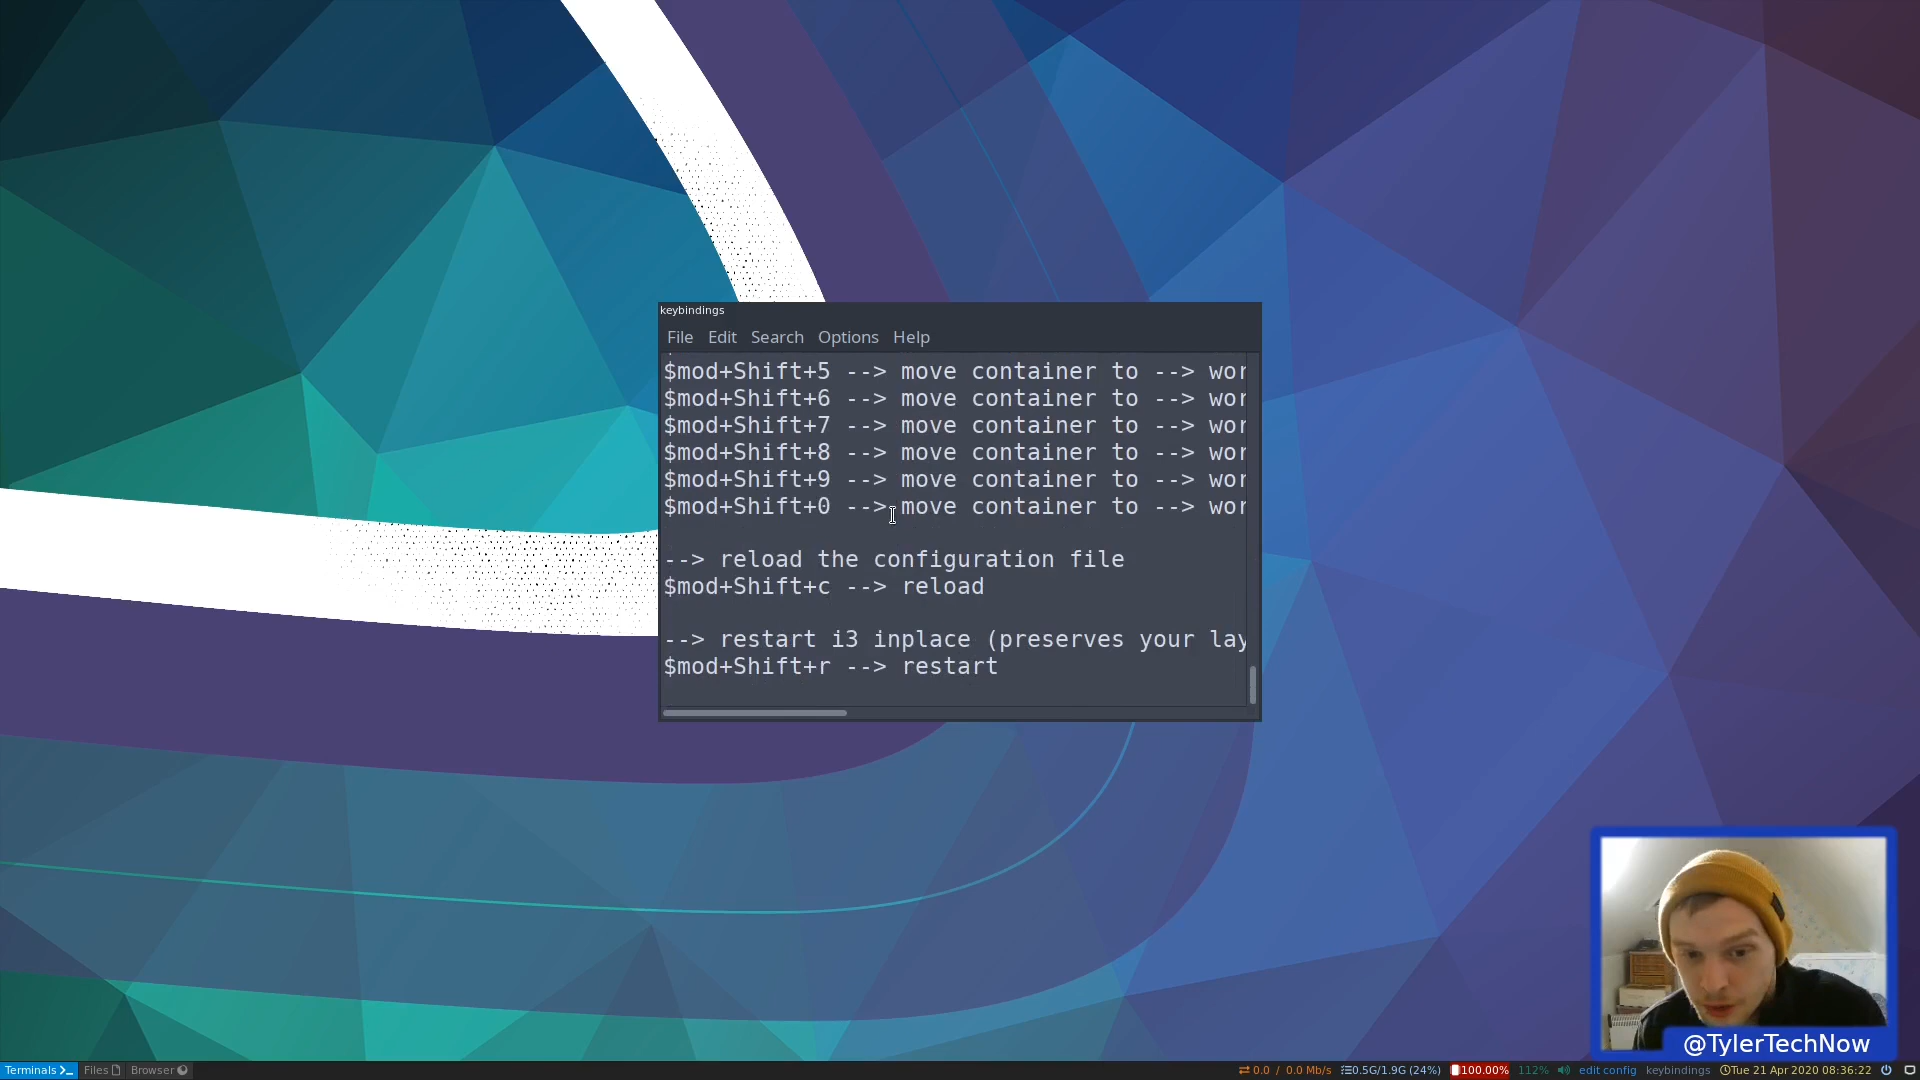 keybindings
File Edit Search Options Help
$mod+Shift+5 --> move container to --> wor
$mod+Shift+6 --> move container to --> wor
$mod+Shift+7 --> move container to --> wor
$mod+Shift+8 --> move container to --> wor
$mod+Shift+9 --> move container to --> wor
$mod+Shift+0 --> move container to --> wor
--> reload the configuration file
$mod+Shift+c --> reload
--> restart i3 inplace (preserves your lay
$mod+Shift+r --> restart
@TylerTechNow
Terminals Files Browser 0.0 / 0.0 Mb/s 0.5G/1.9G (24%) 100.00% 112% edit config keybindings Tue 21 Apr 2020 08:36:22